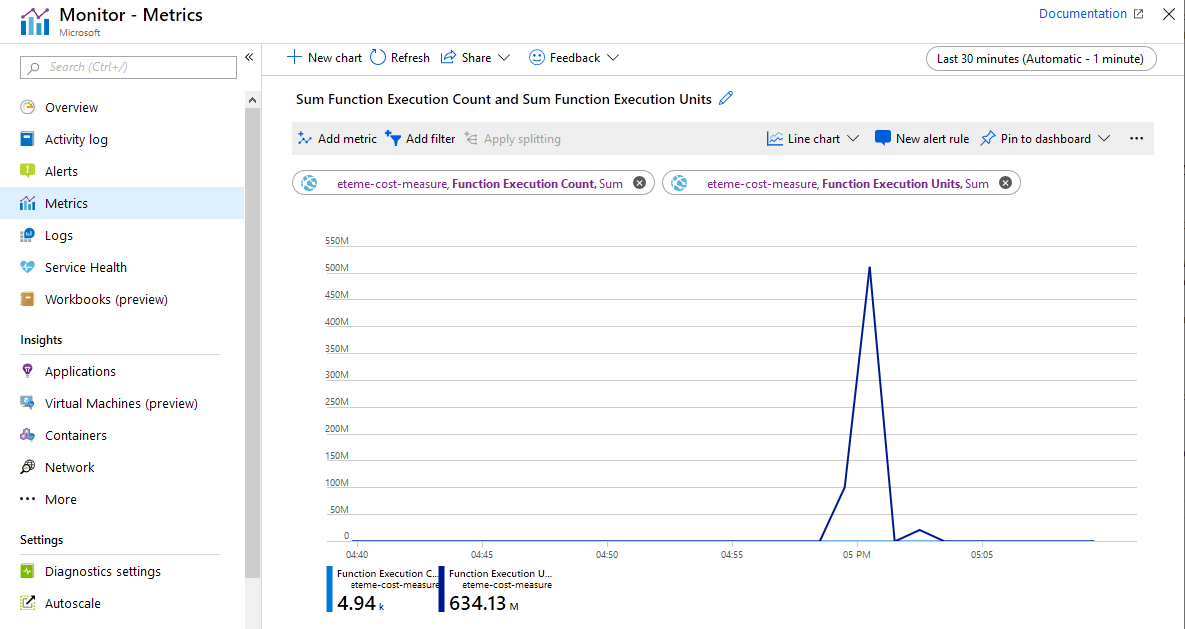 Monitor - Metrics
Microsoft
Documentation
Search (Ctrl+/)
«
Overview
Activity log
Alerts
Metrics
Logs
Service Health
Workbooks (preview)
Insights
Applications
Virtual Machines (preview)
Containers
Network
More
Settings
Diagnostics settings
Autoscale
New chart Refresh Share Feedback
Last 30 minutes (Automatic - 1 minute)
Sum Function Execution Count and Sum Function Execution Units
Add metric Add filter Apply splitting Line chart New alert rule Pin to dashboard ...
eteme-cost-measure, Function Execution Count, Sum
eteme-cost-measure, Function Execution Units, Sum
550M
500M
450M
400M
350M
300M
250M
200M
150M
100M
50M
0
04:40 04:45 04:50 04:55 05 PM 05:05
Function Execution C...
eteme-cost-measure
4.94 k
Function Execution U...
eteme-cost-measure
634.13 M